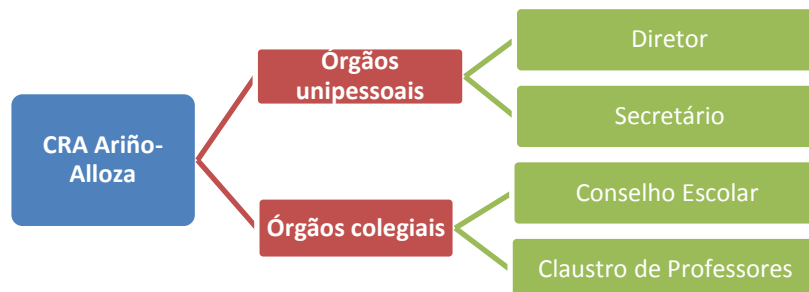 CRA Ariño-
Alloza
Órgãos
unipessoais
Diretor
Secretário
Órgãos colegiais
Conselho Escolar
Claustro de Professores